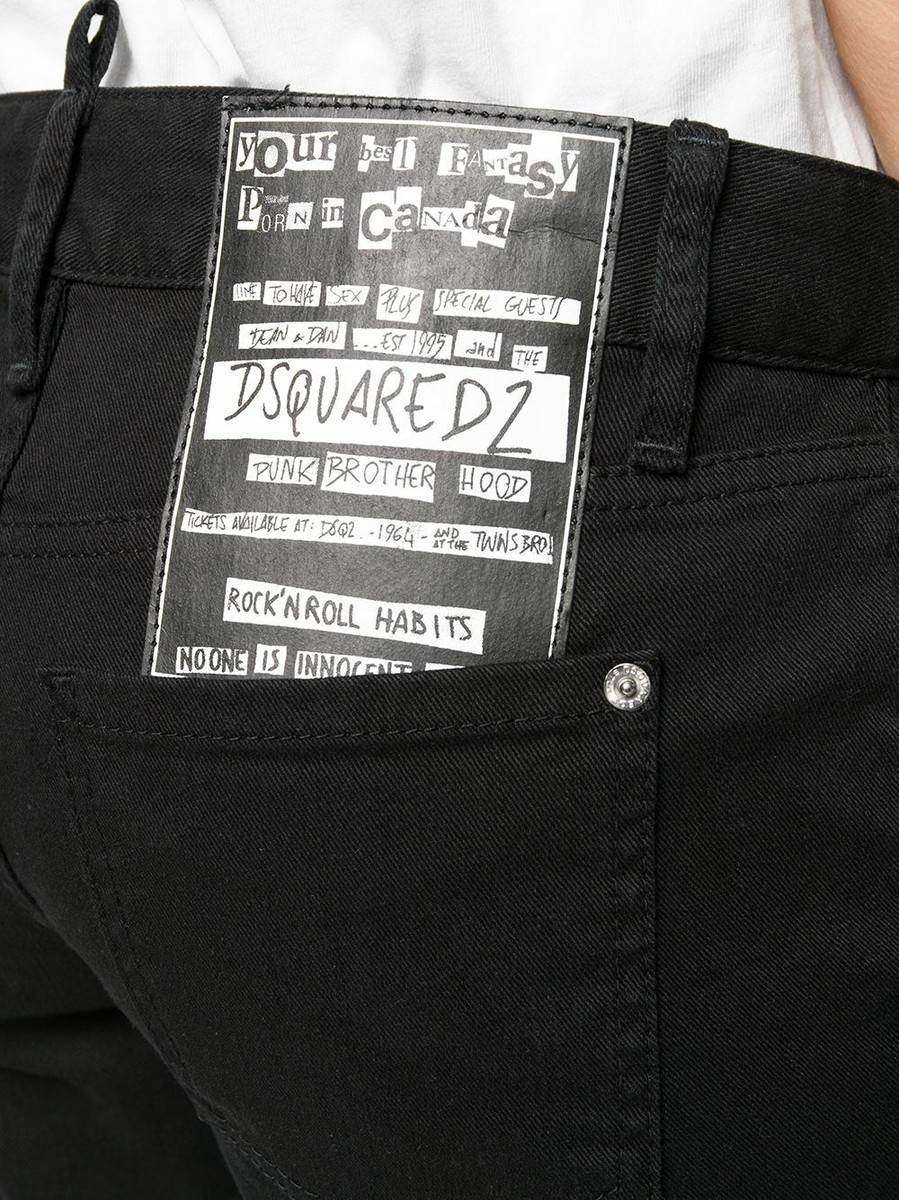 your best Fantasy
PORN in CaNADa
TIME TO HAVE SEX PLUS SPECIAL GUESTS
DEAN & DAN ...EST 1995 and THE
DSQUARED2
PUNK BROTHER HOOD
TICKETS AVAILABLE AT: DSQ2. -1964- AND AT THE TWINS BRO!
ROCK'N ROLL HABITS
NO ONE IS INNOCENT